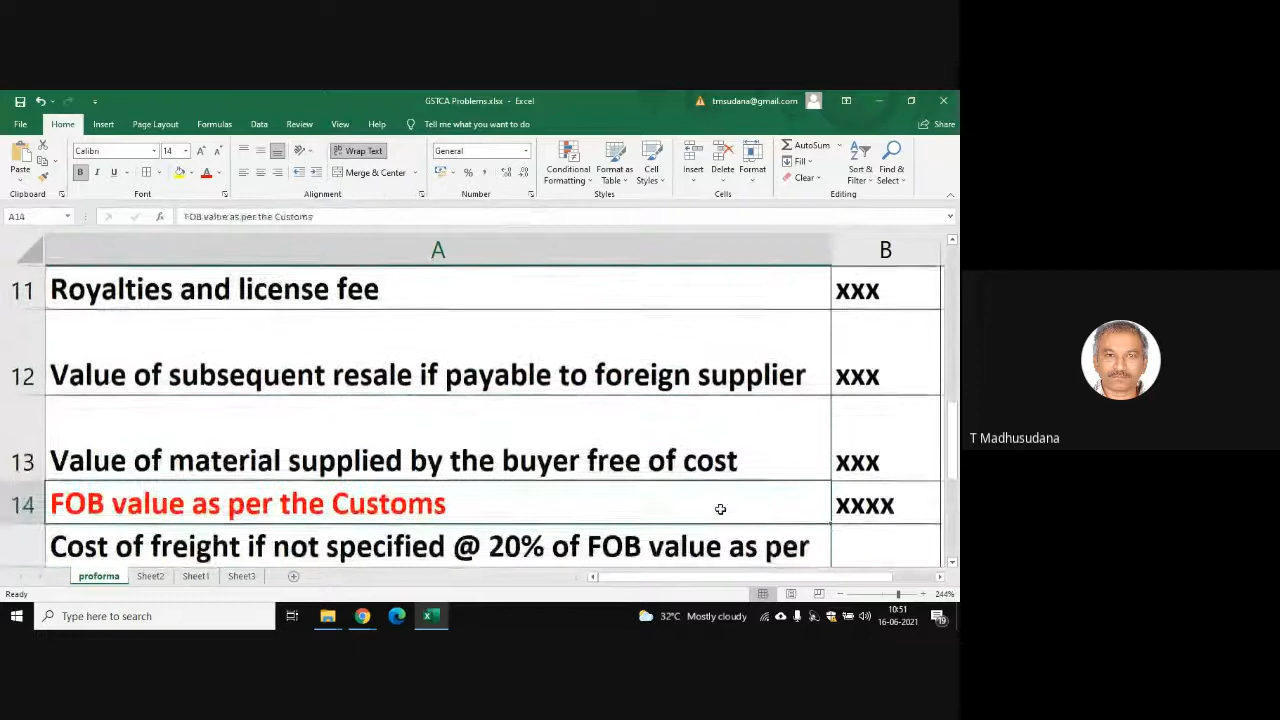 GSTCA Problems.xlsx - Excel
tmsudana@gmail.com
File Home Insert Page Layout Formulas Data Review View Help Tell me what you want to do Share
Paste
Calibri 14
B I U
Wrap Text
Merge & Center
General
Conditional Formatting
Format as Table
Cell Styles
Insert Delete Format
AutoSum
Fill
Clear
Sort & Filter
Find & Select
Clipboard Font Alignment Number Styles Cells Editing
A14 fx FOB value as per the Customs
A B
11 Royalties and license fee xxx
12 Value of subsequent resale if payable to foreign supplier xxx
13 Value of material supplied by the buyer free of cost xxx
14 FOB value as per the Customs xxxx
Cost of freight if not specified @ 20% of FOB value as per
proforma Sheet2 Sheet1 Sheet3
Ready 244%
Type here to search
32°C Mostly cloudy
10:51
16-06-2021
19
T Madhusudana